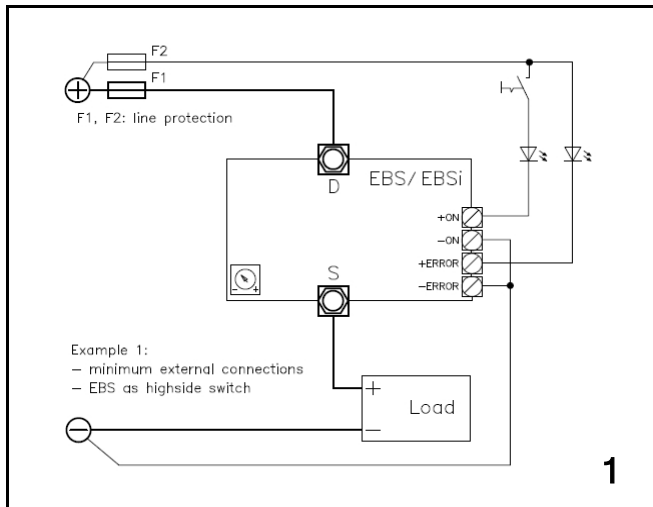 F2
F1
F1, F2: line protection
D
EBS/ EBSi
+ON
−ON
+ERROR
−ERROR
− +
S
Example 1:
− minimum external connections
− EBS as highside switch
+
−
Load
1